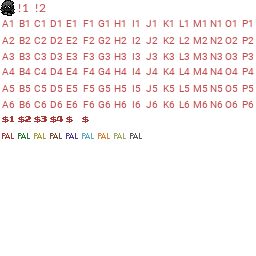 !1 !2
A1 B1 C1 D1 E1 F1 G1 H1 I1 J1 K1 L1 M1 N1 O1 P1
A2 B2 C2 D2 E2 F2 G2 H2 I2 J2 K2 L2 M2 N2 O2 P2
A3 B3 C3 D3 E3 F3 G3 H3 I3 J3 K3 L3 M3 N3 O3 P3
A4 B4 C4 D4 E4 F4 G4 H4 I4 J4 K4 L4 M4 N4 O4 P4
A5 B5 C5 D5 E5 F5 G5 H5 I5 J5 K5 L5 M5 N5 O5 P5
A6 B6 C6 D6 E6 F6 G6 H6 I6 J6 K6 L6 M6 N6 O6 P6
$1 $2 $3 $4 $ $
PAL PAL PAL PAL PAL PAL PAL PAL PAL